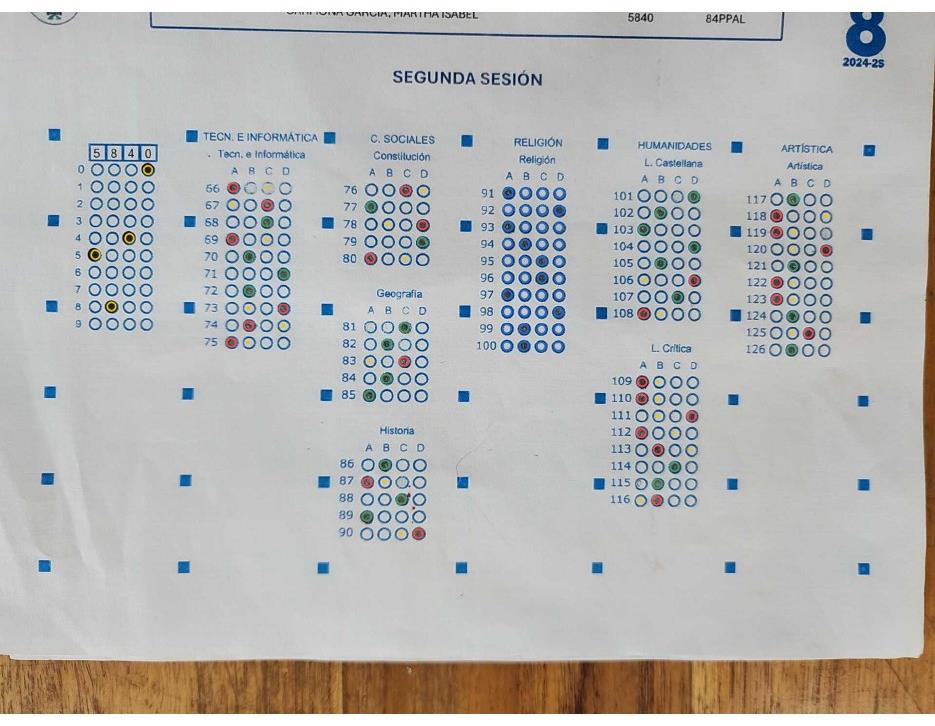 GARCIA, MARTHA ISABEL 5840 84PPAL
8
2024-2S
SEGUNDA SESIÓN
5 8 4 0
0
1
2
3
4
5
6
7
8
9
TECN. E INFORMÁTICA
Tecn. e Informática
A B C D
66
67
68
69
70
71
72
73
74
75
C. SOCIALES
Constitución
A B C D
76
77
78
79
80
Geografía
A B C D
81
82
83
84
85
Historia
A B C D
86
87
88
89
90
RELIGIÓN
Religión
A B C D
91
92
93
94
95
96
97
98
99
100
HUMANIDADES
L. Castellana
A B C D
101
102
103
104
105
106
107
108
L. Crítica
A B C D
109
110
111
112
113
114
115
116
ARTÍSTICA
Artística
A B C D
117
118
119
120
121
122
123
124
125
126